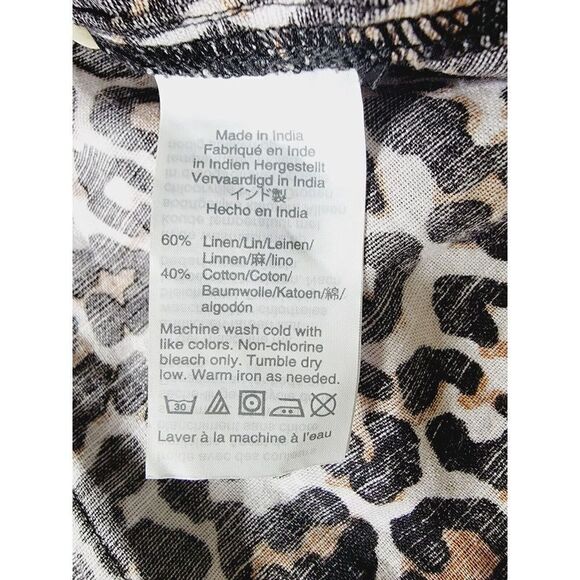 Made in India
Fabriqué en Inde
in Indien Hergestellt
Vervaardigd in India
インド製
Hecho en India
60% Linen/Lin/Leinen/
Linnen/麻/lino
40% Cotton/Coton/
Baumwolle/Katoen/綿/
algodón
Machine wash cold with
like colors. Non-chlorine
bleach only. Tumble dry
low. Warm iron as needed.
30
Laver à la machine à l'eau